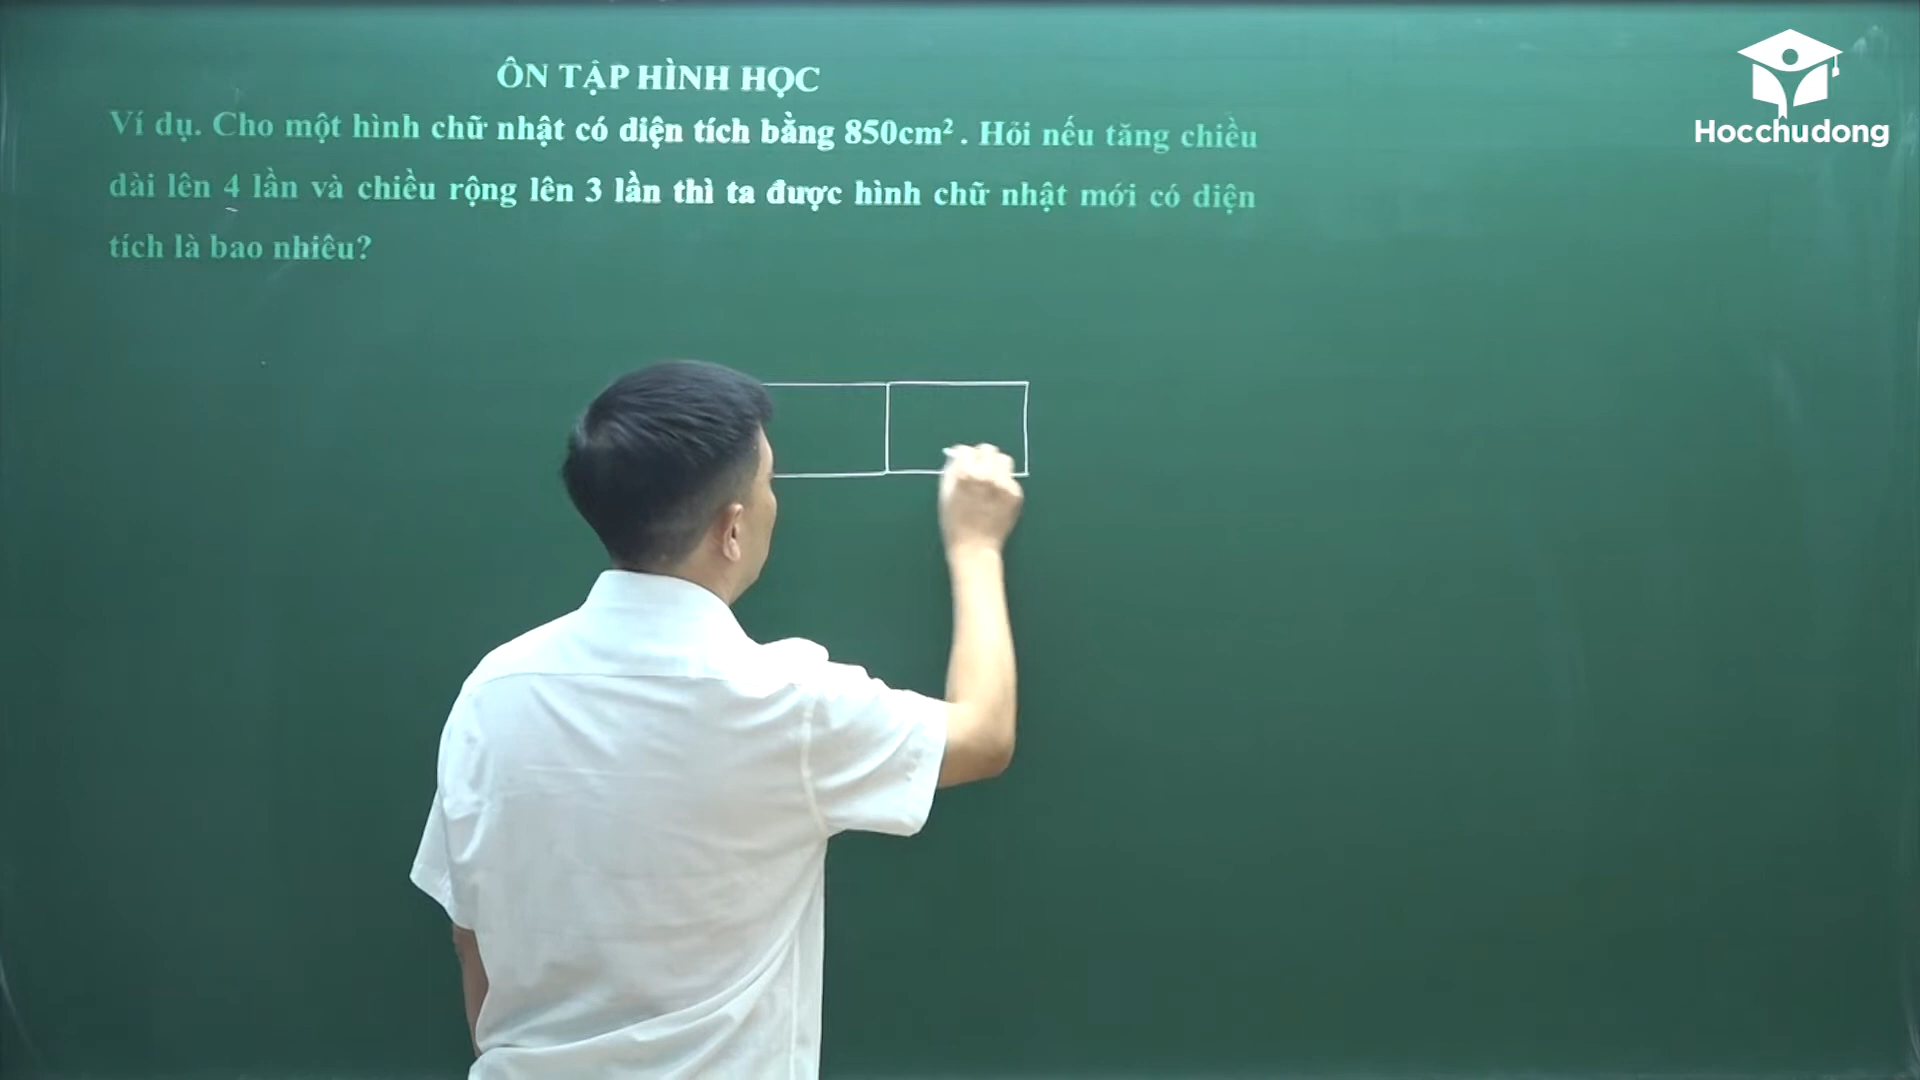 ÔN TẬP HÌNH HỌC
Ví dụ. Cho một hình chữ nhật có diện tích bằng 850cm². Hỏi nếu tăng chiều
dài lên 4 lần và chiều rộng lên 3 lần thì ta được hình chữ nhật mới có diện
tích là bao nhiêu?
Hocchudong